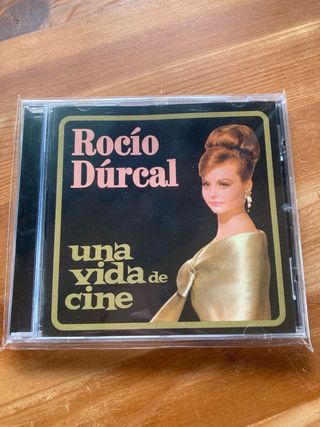 Rocío
Dúrcal
una
vida de
cine